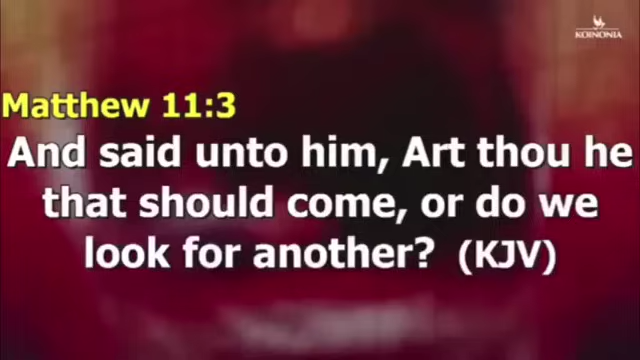 KOINONIA
Matthew 11:3
And said unto him, Art thou he
that should come, or do we
look for another? (KJV)